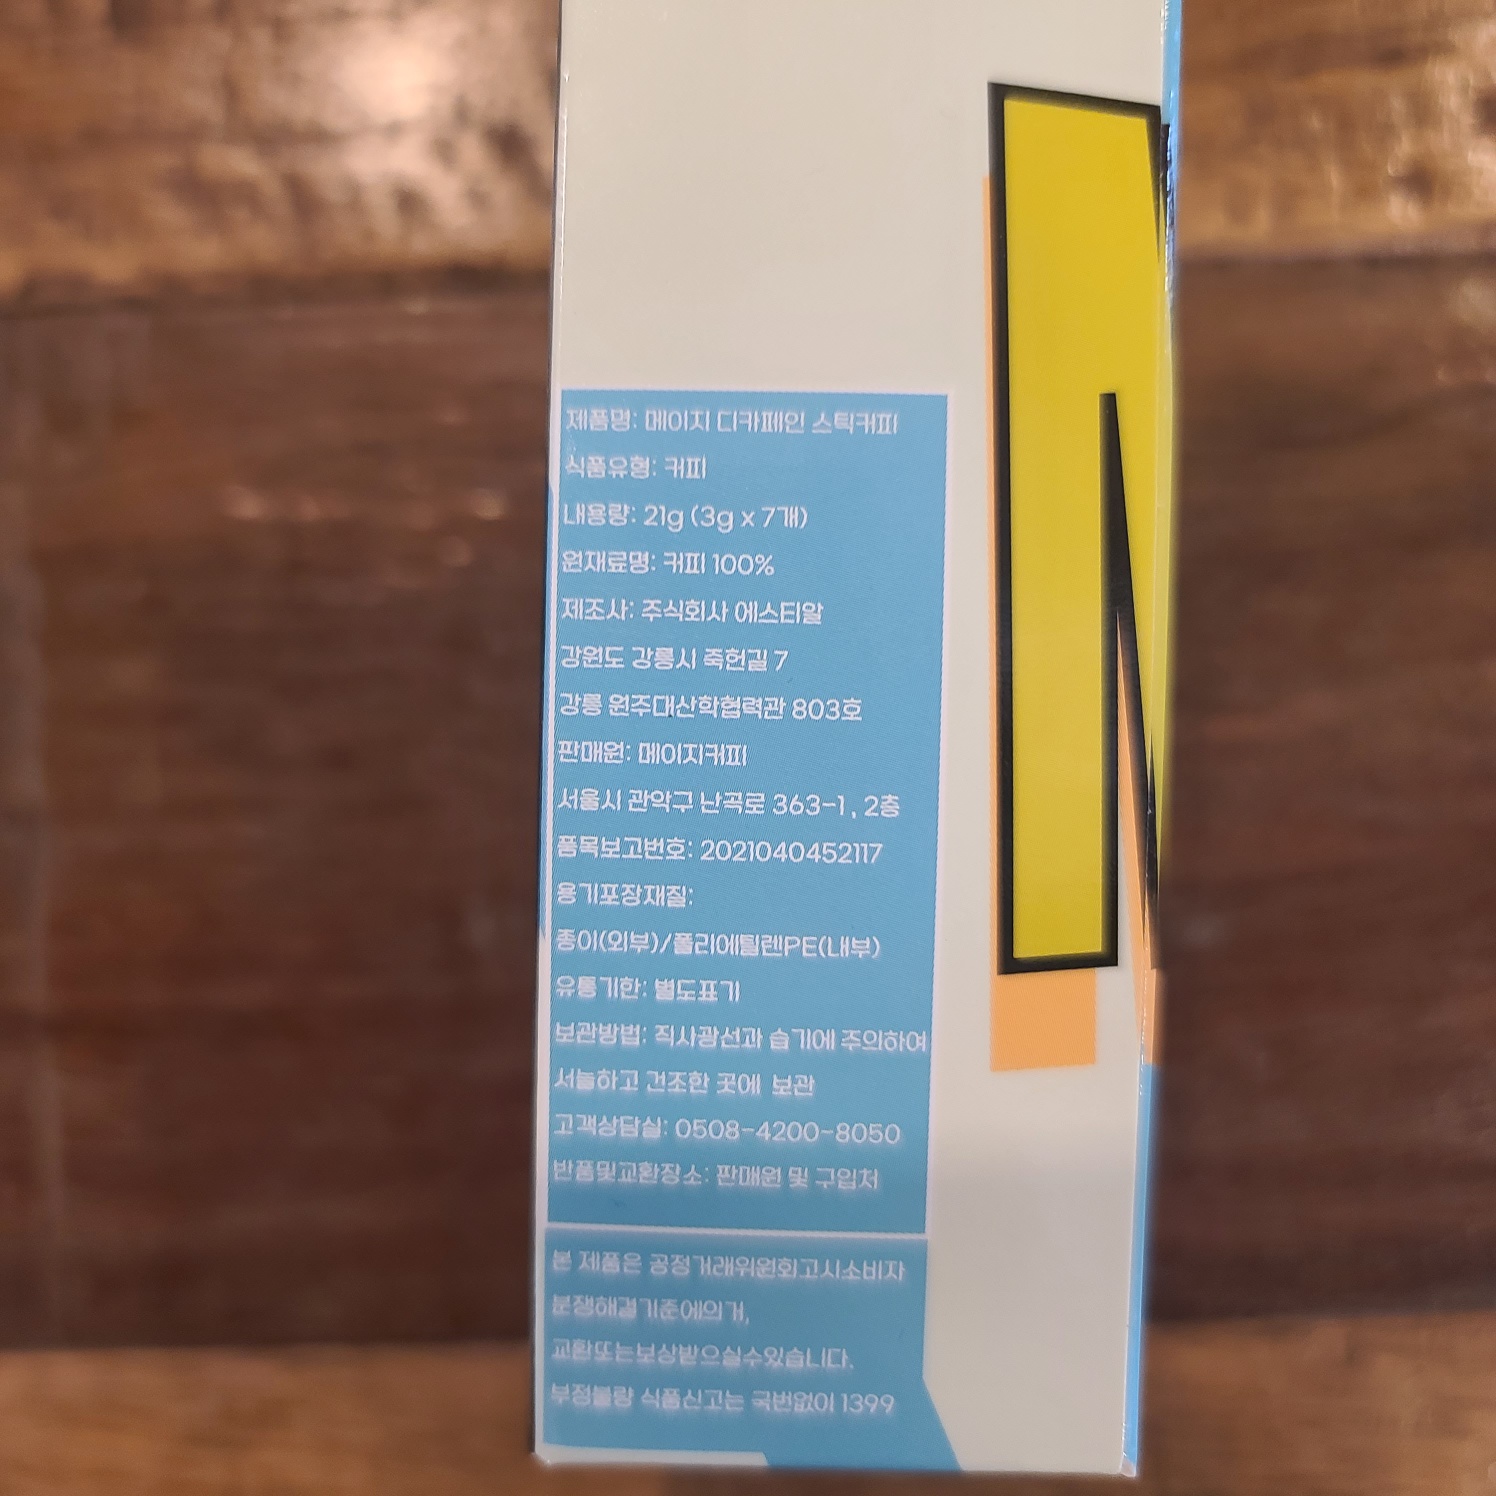 제품명: 메이지 디카페인 스틱커피
식품유형: 커피
내용량: 21g (3g x 7개)
원재료명: 커피 100%
제조사: 주식회사 에스티알
강원도 강릉시 죽헌길 7
강릉 원주대산학협력관 803호
판매원: 메이지커피
서울시 관악구 난곡로 363-1, 2층
품목보고번호: 2021040452117
용기포장재질:
종이(외부)/폴리에틸렌PE(내부)
유통기한: 별도표기
보관방법: 직사광선과 습기에 주의하여
서늘하고 건조한 곳에 보관
고객상담실: 0508-4200-8050
반품및교환장소: 판매원 및 구입처
본 제품은 공정거래위원회고시소비자
분쟁해결기준에의거,
교환또는보상받으실수있습니다.
부정불량 식품신고는 국번없이 1399